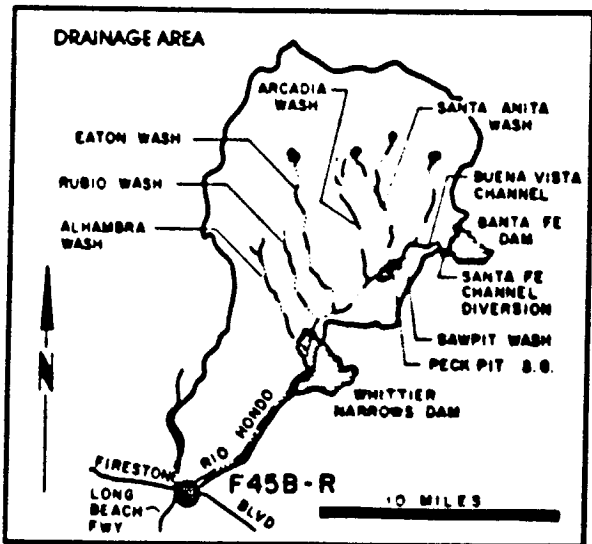 DRAINAGE AREA
ARCADIA
WASH
SANTA ANITA
WASH
EATON WASH
RUBIO WASH
BUENA VISTA
CHANNEL
ALHAMBRA
WASH
SANTA FE
DAM
SANTA FE
CHANNEL
DIVERSION
SAWPIT WASH
PECK PIT S.G.
WHITTIER
NARROWS DAM
N
RIO HONDO
FIRESTONE
BLVD
F45B-R
LONG
BEACH
FWY
10 MILES